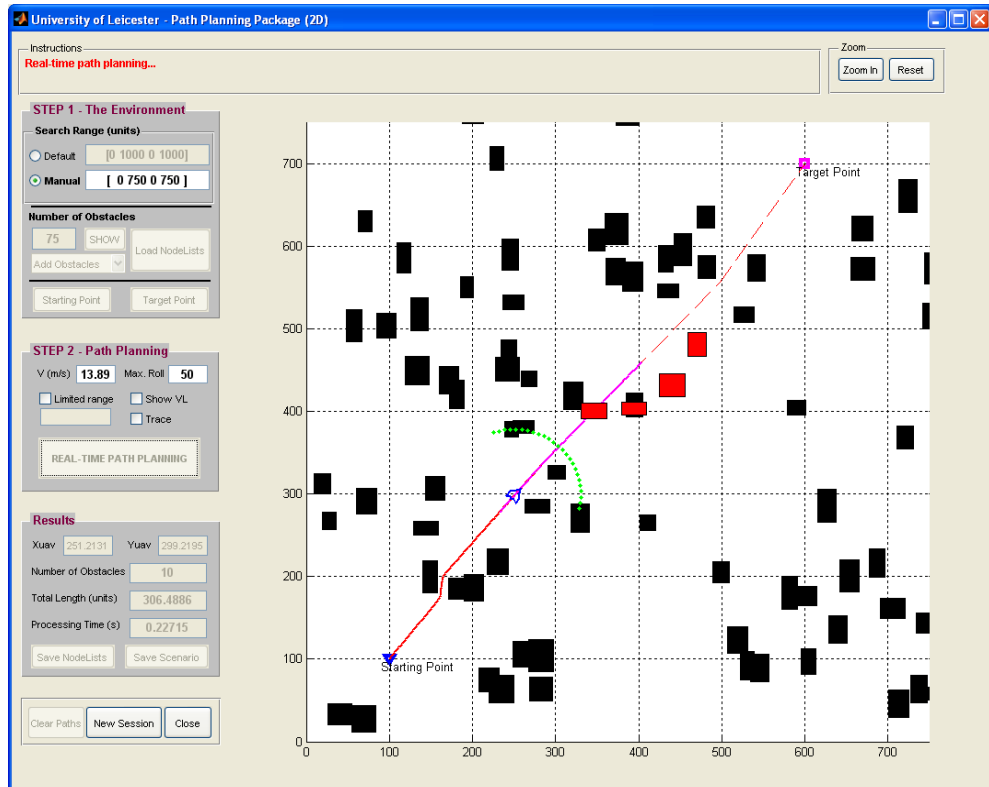 University of Leicester - Path Planning Package (2D)
Instructions
Real-time path planning...
Zoom
Zoom In
Reset
STEP 1 - The Environment
Search Range (units)
Default
[0 1000 0 1000]
Manual
[ 0 750 0 750 ]
Number of Obstacles
75
SHOW
Load NodeLists
Add Obstacles
Starting Point
Target Point
STEP 2 - Path Planning
V (m/s)
13.89
Max. Roll
50
Limited range
Show VL
Trace
REAL-TIME PATH PLANNING
Results
Xuav
251.2131
Yuav
299.2195
Number of Obstacles
10
Total Length (units)
306.4886
Processing Time (s)
0.22715
Save NodeLists
Save Scenario
Clear Paths
New Session
Close
700
600
500
400
300
200
100
0
Target Point
Starting Point
0
100
200
300
400
500
600
700